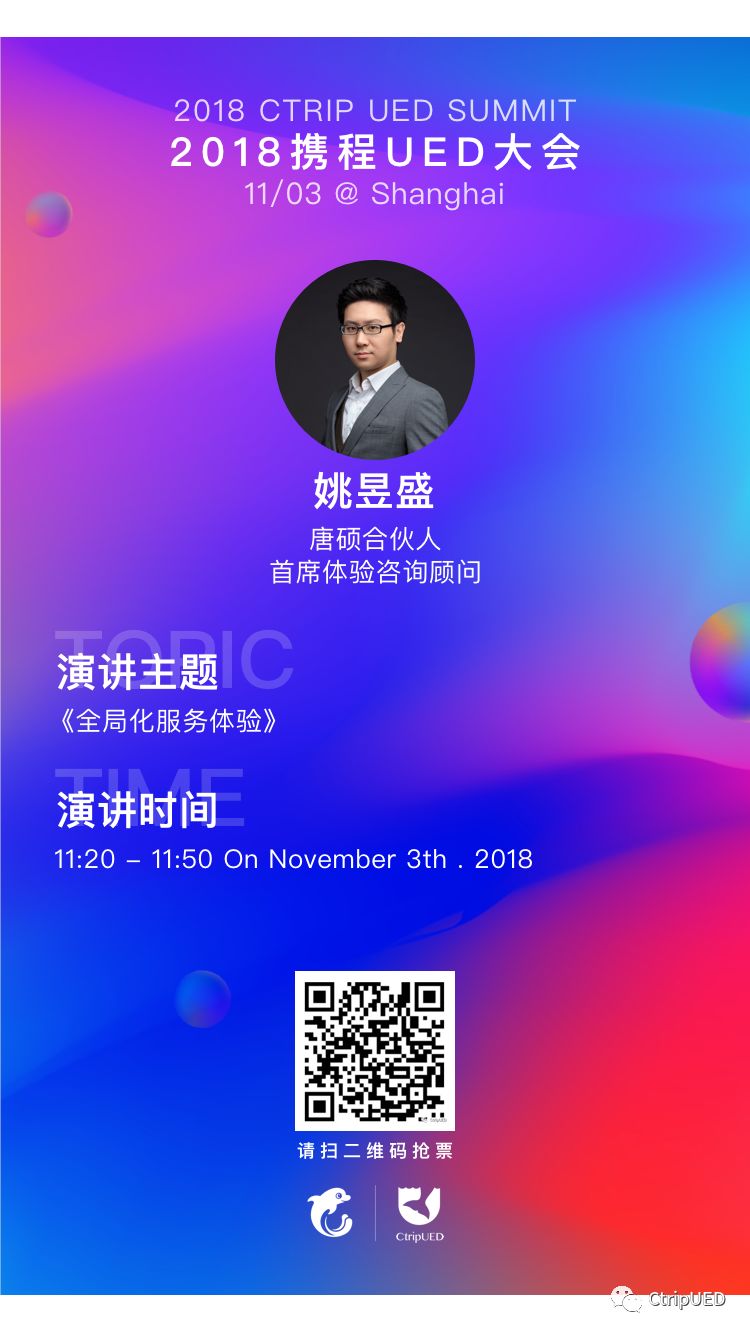 2018 CTRIP UED SUMMIT
2018携程UED大会
11/03 @ Shanghai
姚昱盛
唐硕合伙人
首席体验咨询顾问
TOPIC
演讲主题
《全局化服务体验》
TIME
演讲时间
11:20 – 11:50 On November 3th . 2018
请扫二维码抢票
CtripUED
CtripUED